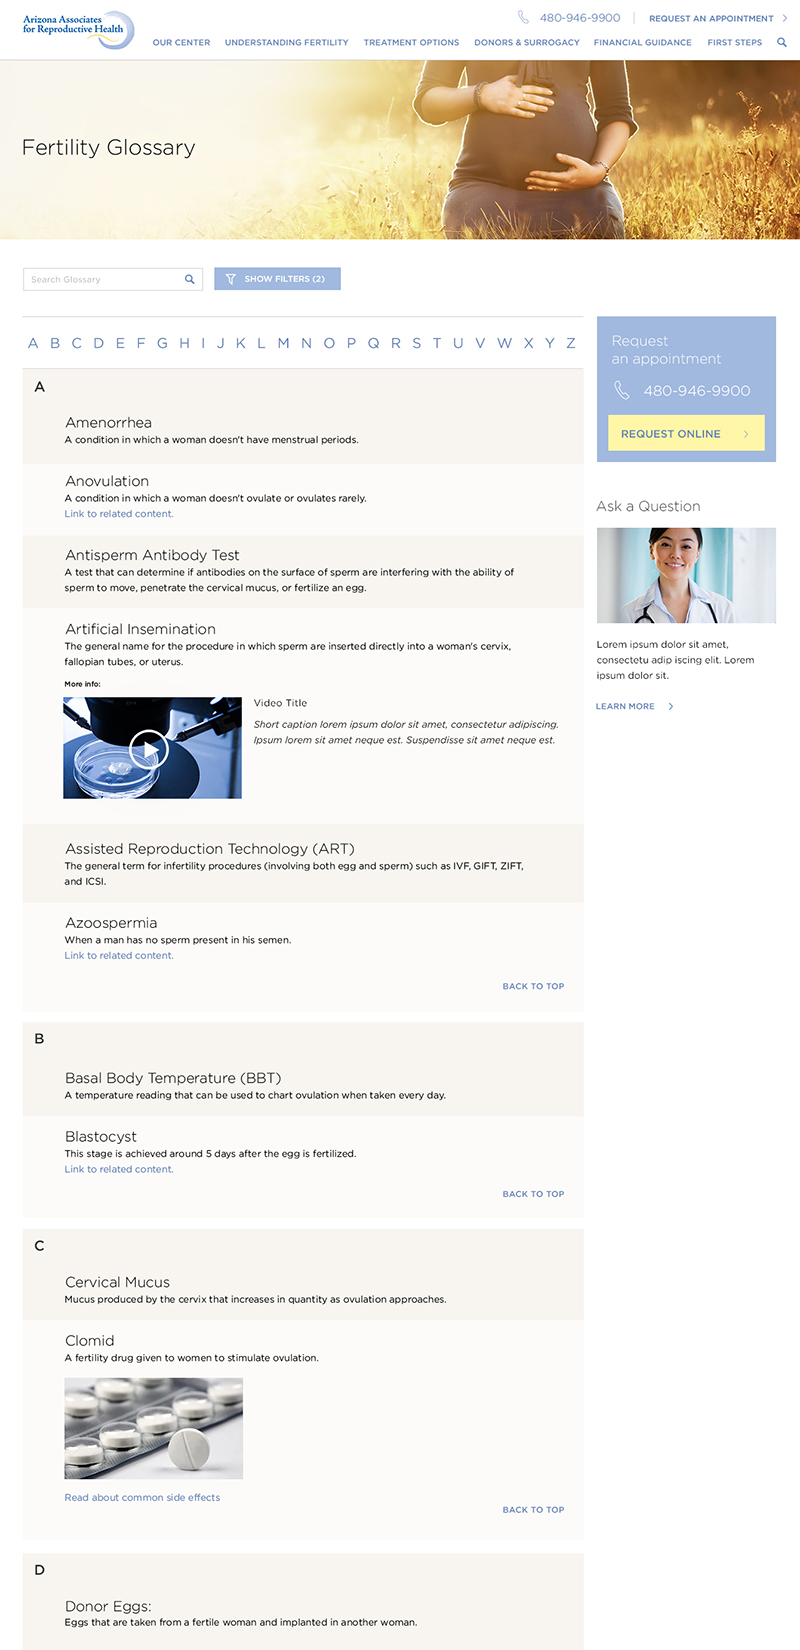 Arizona Associates
for Reproductive Health
480-946-9900
REQUEST AN APPOINTMENT
OUR CENTER UNDERSTANDING FERTILITY TREATMENT OPTIONS DONORS & SURROGACY FINANCIAL GUIDANCE FIRST STEPS
Fertility Glossary
Search Glossary
SHOW FILTERS (2)
A B C D E F G H I J K L M N O P Q R S T U V W X Y Z
A
Amenorrhea
A condition in which a woman doesn't have menstrual periods.
Anovulation
A condition in which a woman doesn't ovulate or ovulates rarely.
Link to related content.
Antisperm Antibody Test
A test that can determine if antibodies on the surface of sperm are interfering with the ability of
sperm to move, penetrate the cervical mucus, or fertilize an egg.
Artificial Insemination
The general name for the procedure in which sperm are inserted directly into a woman's cervix,
fallopian tubes, or uterus.
More info:
Video Title
Short caption lorem ipsum dolor sit amet, consectetur adipiscing.
Ipsum lorem sit amet neque est. Suspendisse sit amet neque est.
Assisted Reproduction Technology (ART)
The general term for infertility procedures (involving both egg and sperm) such as IVF, GIFT, ZIFT,
and ICSI.
Azoospermia
When a man has no sperm present in his semen.
Link to related content.
BACK TO TOP
B
Basal Body Temperature (BBT)
A temperature reading that can be used to chart ovulation when taken every day.
Blastocyst
This stage is achieved around 5 days after the egg is fertilized.
Link to related content.
BACK TO TOP
C
Cervical Mucus
Mucus produced by the cervix that increases in quantity as ovulation approaches.
Clomid
A fertility drug given to women to stimulate ovulation.
Read about common side effects
BACK TO TOP
D
Donor Eggs:
Eggs that are taken from a fertile woman and implanted in another woman.
Request
an appointment
480-946-9900
REQUEST ONLINE
Ask a Question
Lorem ipsum dolor sit amet,
consectetu adip iscing elit. Lorem
ipsum dolor sit.
LEARN MORE